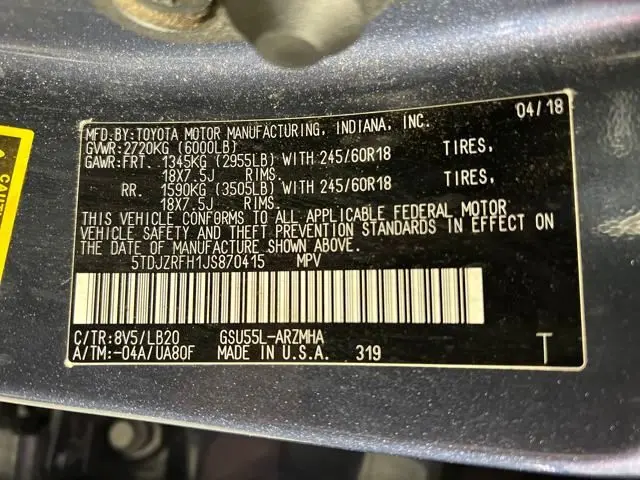 04/18
MFD.BY:TOYOTA MOTOR MANUFACTURING, INDIANA, INC.
GVWR:2720KG (6000LB)
GAWR:FRT. 1345KG (2955LB) WITH 245/60R18 TIRES,
18X7.5J RIMS.
RR. 1590KG (3505LB) WITH 245/60R18 TIRES,
18X7.5J RIMS.
THIS VEHICLE CONFORMS TO ALL APPLICABLE FEDERAL MOTOR
VEHICLE SAFETY AND THEFT PREVENTION STANDARDS IN EFFECT ON
THE DATE OF MANUFACTURE SHOWN ABOVE.
5TDJZRFH1JS870415 MPV
C/TR:8V5/LB20 GSU55L-ARZMHA
A/TM:-04A/UA80F MADE IN U.S.A. 319 T